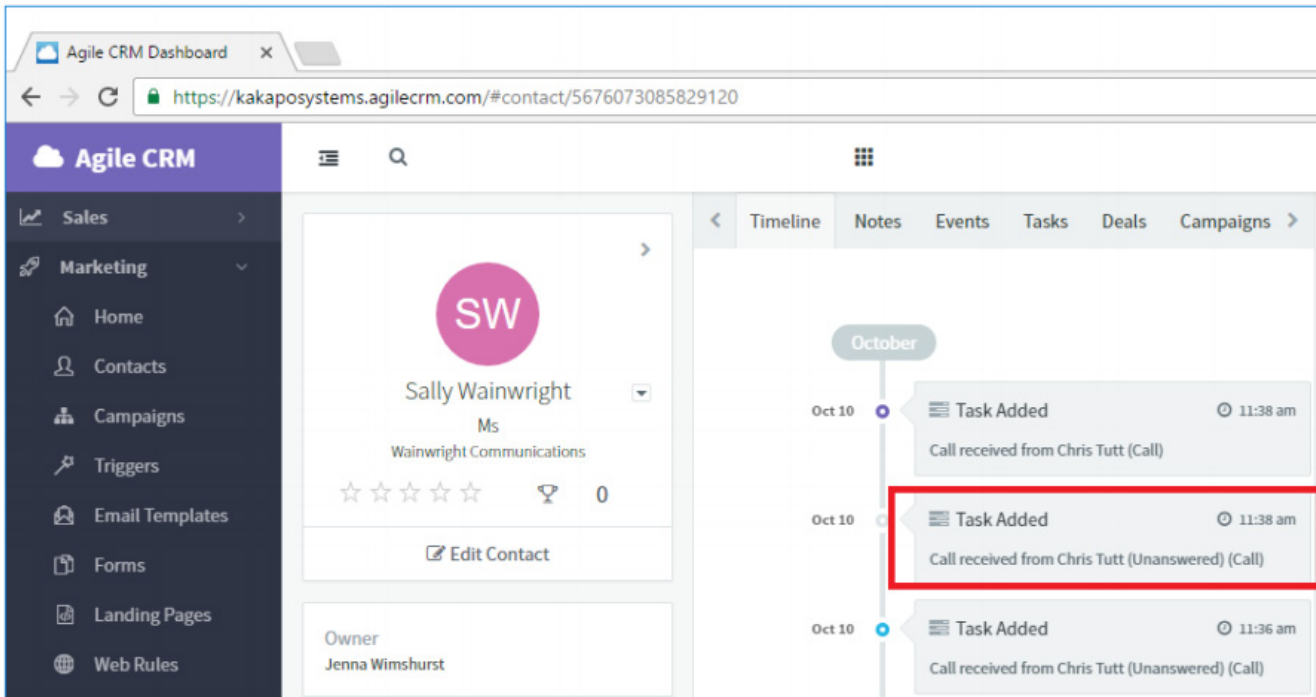 Agile CRM Dashboard
https://kakaposystems.agilecrm.com/#contact/5676073085829120
Agile CRM
Sales
Marketing
Home
Contacts
Campaigns
Triggers
Email Templates
Forms
Landing Pages
Web Rules
SW
Sally Wainwright
Ms
Wainwright Communications
0
Edit Contact
Owner
Jenna Wimshurst
Timeline Notes Events Tasks Deals Campaigns
October
Oct 10 Task Added 11:38 am
Call received from Chris Tutt (Call)
Oct 10 Task Added 11:38 am
Call received from Chris Tutt (Unanswered) (Call)
Oct 10 Task Added 11:36 am
Call received from Chris Tutt (Unanswered) (Call)